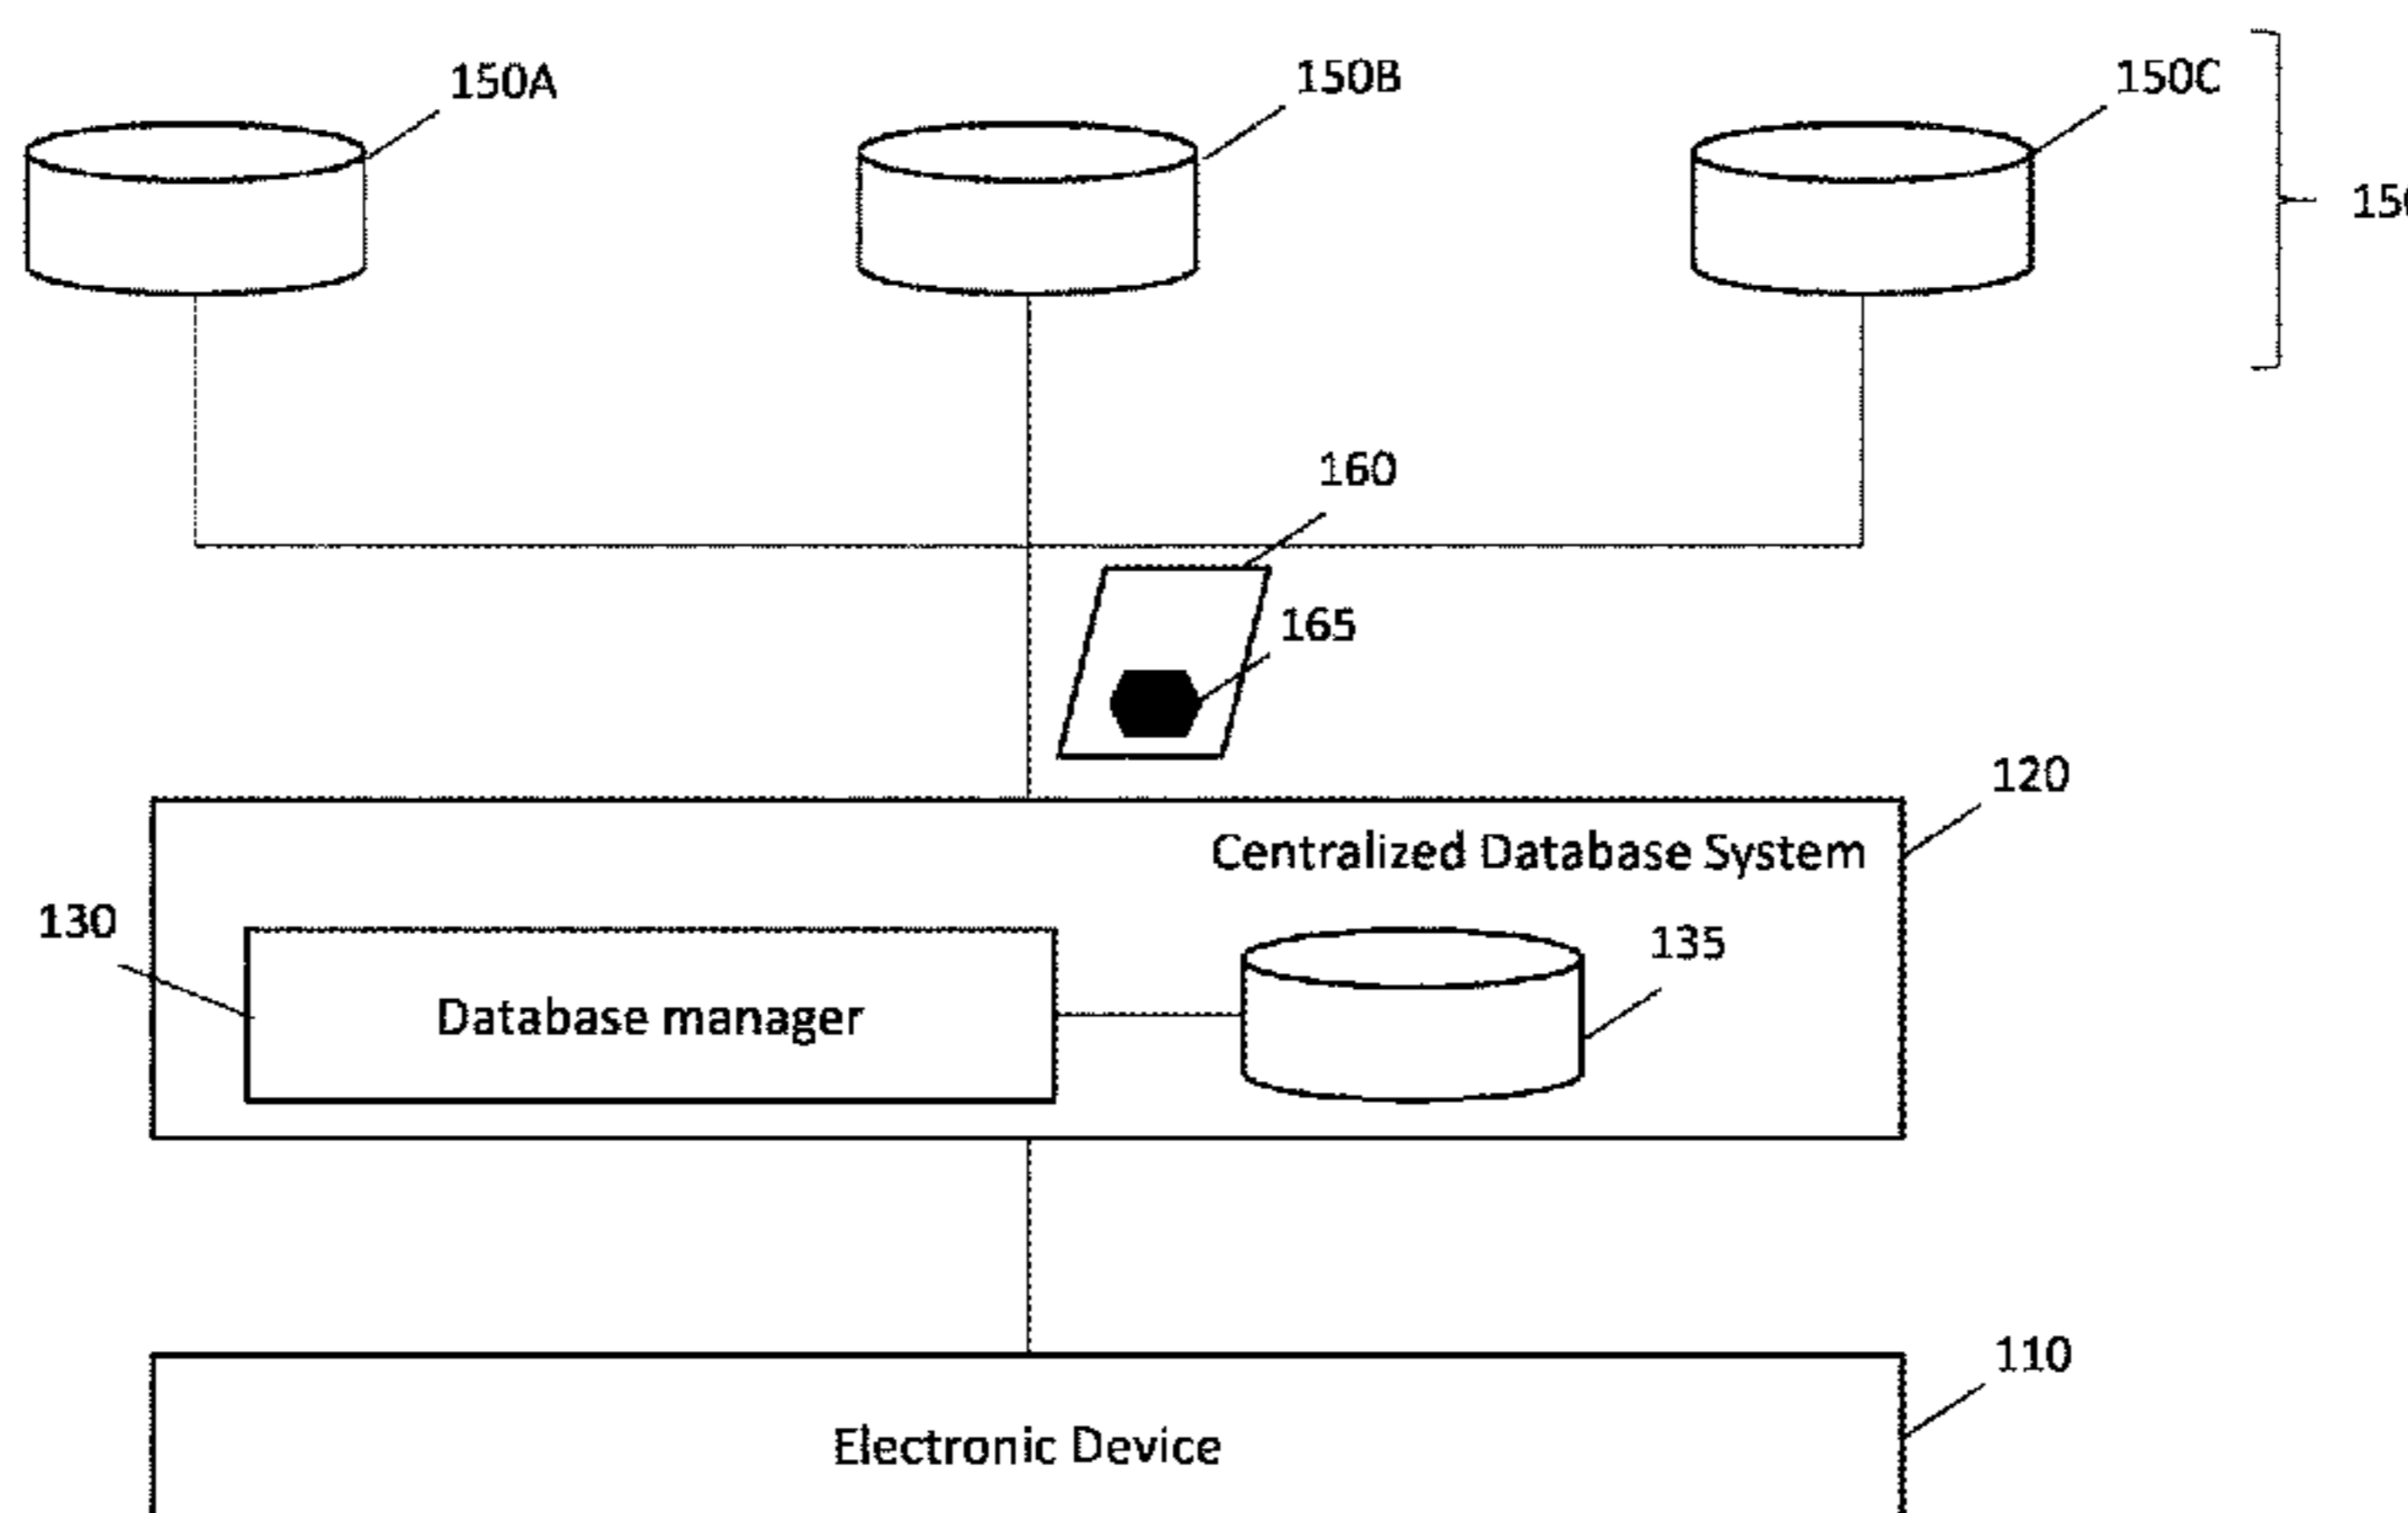 150A
150B
150C
160
165
120
Centralized Database System
130
135
Database manager
110
Electronic Device